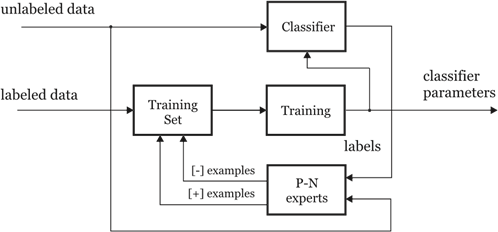 unlabeled data
Classifier
classifier
parameters
labeled data
Training
Set
Training
labels
[-] examples
[+] examples
P-N
experts